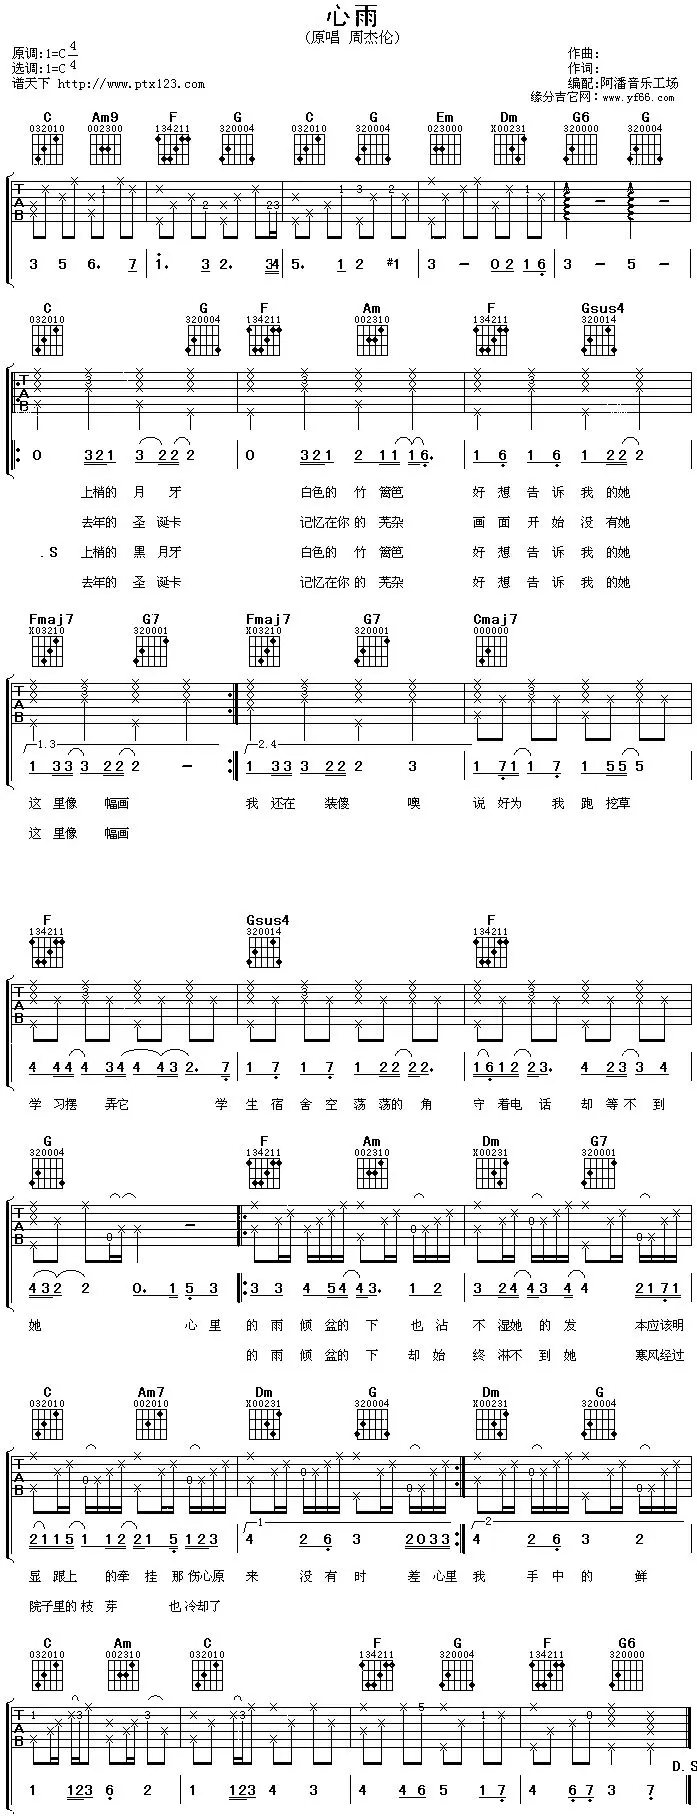 心雨
(原唱 周杰伦)
原调:1=C 4/4
选调:1=C
谱天下 http://www.ptx123.com
作曲:
作词:
编配:阿潘音乐工场
缘分吉它网:www.yf66.com
C Am9 F G C G Em Dm G6 G
032010 002300 134211 320004 032010 320004 023000 X00231 020000 320004
T A B
3 5 6. 7 1. 3 2. 34 5. 1 2 #1 3 - 0 2 1 6 3 - 5 -
C G F Am F Gsus4
032010 320004 134211 002310 134211 320014
T A B
0 321 3 22 2 0 321 2 11 16. 1 6 1 6 1 22 2
上梢的 月 牙 白色的 竹 篱笆 好 想 告 诉 我 的她
去年的 圣 诞卡 记忆在你 的 芜杂 画 面 开 始 没 有她
.S 上梢的 黑 月牙 白色的 竹 篱笆 好 想 告 诉 我 的她
去年的 圣 诞卡 记忆在你 的 芜杂 好 想 告 诉 我 的她
Fmaj7 G7 Fmaj7 G7 Cmaj7
X03210 320001 X03210 320001 000000
T A B
1.3 2.4
1 33 3 22 2 - 1 33 3 22 2 3 1 71 1 7 1 55 5
这 里像 幅画 我 还在 装傻 噢 说 好为 我 跑 挖草
这 里像 幅画
F Gsus4 F
134211 320014 134211
T A B
4 44 4 34 4 43 2. 7 1 7 1 7 1 22 22. 1612 23. 4 23 3 4
学 习摆 弄它 学 生 宿 舍 空 荡 荡的 角 守 着电 话 却 等 不 到
G F Am Dm G7
320004 134211 002310 X00231 320001
T A B
432 2 0. 1 5 3 3 3 4 54 43. 1 2 3 24 43 4 4 2171
她 心 里 的 雨 倾 盆的 下 也 沾 不 湿她 的 发 本应该明
的 雨 倾 盆的 下 却 始 终 淋不 到 她 寒风经过
C Am7 Dm G Dm G
032010 002010 X00231 320004 X00231 320004
T A B
1 2
2115 1 12 21 5 123 4 2 6 3 2033 4 2 6 3 2
显 跟上 的牵 挂 那 伤心原 来 没 有 时 差 心里 我 手 中 的 鲜
院子里的 枝 芽 也 冷却了
C Am C F G F G6
032010 002310 032010 134211 320004 134211 320000
T A B
D.S
1 123 6 2 1 123 4 3 4 46 5 17 4 67 3 7